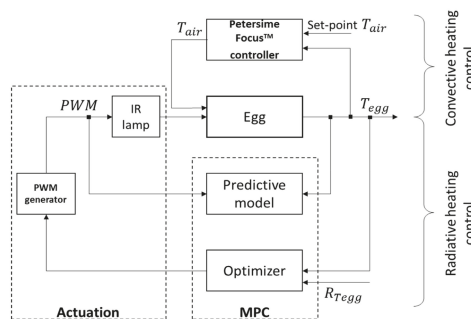 T_air
Petersime
Focus™
controller
Set-point T_air
Convective heating
control
PWM
IR
lamp
Egg
T_egg
PWM
generator
Predictive
model
Radiative heating
control
Optimizer
R_Tegg
Actuation
MPC